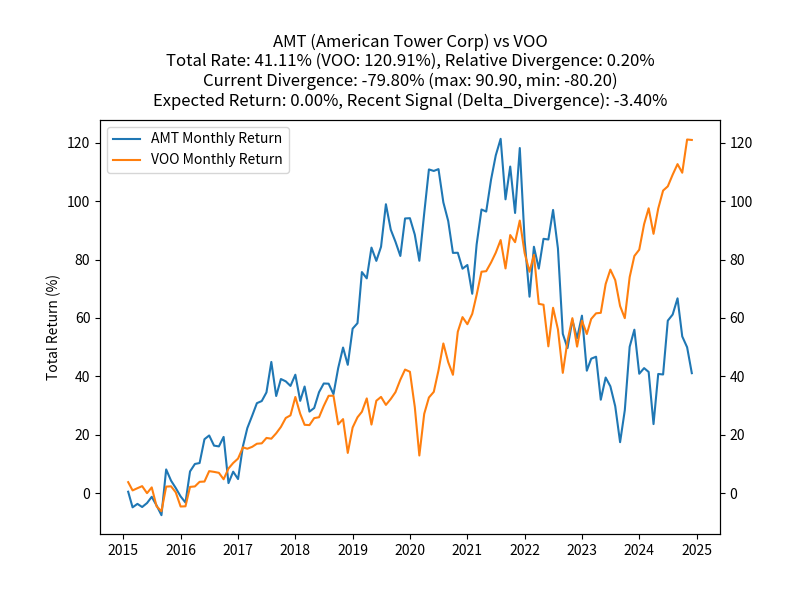 AMT (American Tower Corp) vs VOO
Total Rate: 41.11% (VOO: 120.91%), Relative Divergence: 0.20%
Current Divergence: -79.80% (max: 90.90, min: -80.20)
Expected Return: 0.00%, Recent Signal (Delta_Divergence): -3.40%
AMT Monthly Return
VOO Monthly Return
Total Return (%)
120 120
100 100
80 80
60 60
40 40
20 20
0 0
2015 2016 2017 2018 2019 2020 2021 2022 2023 2024 2025